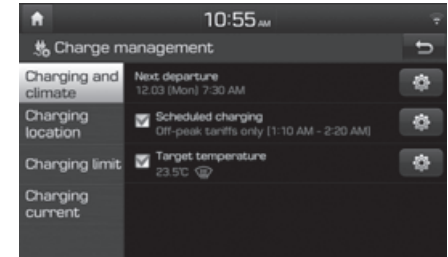 10:55 AM
Charge management
Charging and
climate
Next departure
12.03 (Mon) 7:30 AM
Charging
location
Scheduled charging
Off-peak tariffs only [1:10 AM - 2:20 AM]
Charging limit
Target temperature
23.5°C
Charging
current